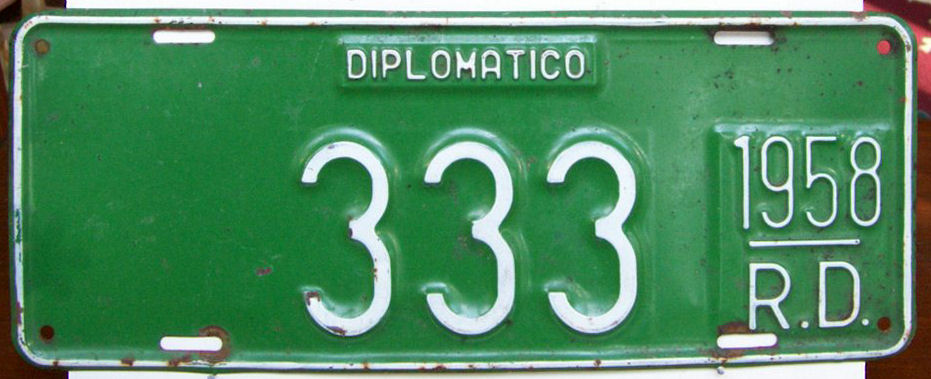 DIPLOMATICO
333
1958
R.D.